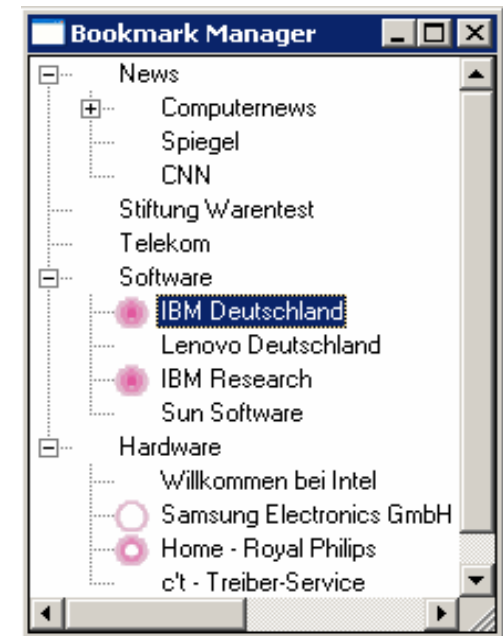 Bookmark Manager
News
Computernews
Spiegel
CNN
Stiftung Warentest
Telekom
Software
IBM Deutschland
Lenovo Deutschland
IBM Research
Sun Software
Hardware
Willkommen bei Intel
Samsung Electronics GmbH
Home - Royal Philips
c't - Treiber-Service